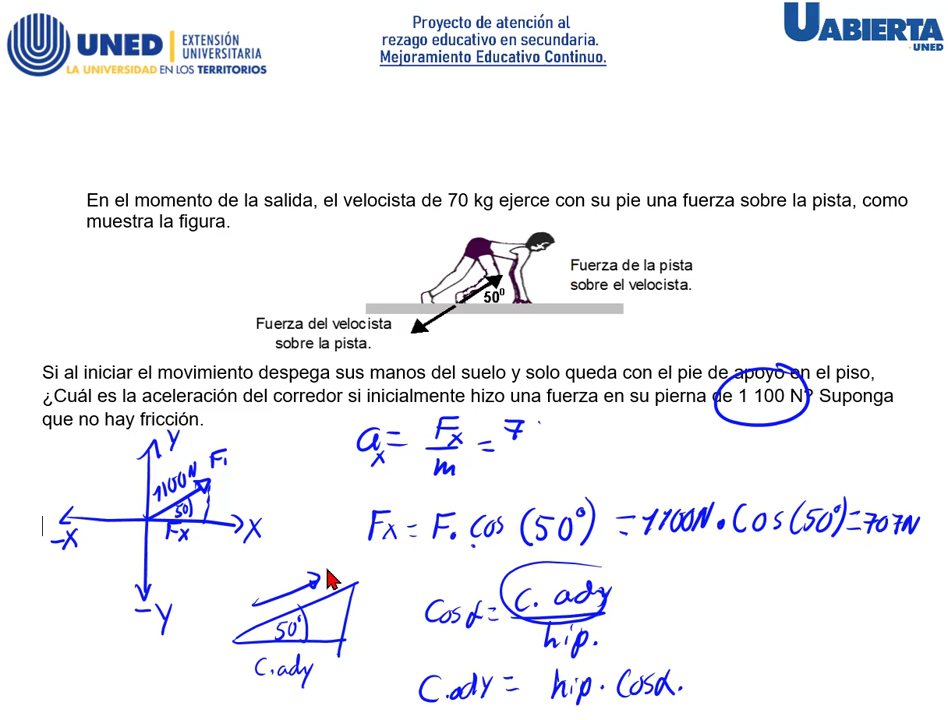 UNED EXTENSIÓN UNIVERSITARIA
LA UNIVERSIDAD EN LOS TERRITORIOS
Proyecto de atención al
rezago educativo en secundaria.
Mejoramiento Educativo Continuo.
UABIERTA
UNED
En el momento de la salida, el velocista de 70 kg ejerce con su pie una fuerza sobre la pista, como
muestra la figura.
Fuerza de la pista
sobre el velocista.
50°
Fuerza del velocista
sobre la pista.
Si al iniciar el movimiento despega sus manos del suelo y solo queda con el pie de apoyo en el piso,
¿Cuál es la aceleración del corredor si inicialmente hizo una fuerza en su pierna de 1 100 N? Suponga
que no hay fricción.
Y
1100N F₁
50
-X Fx X
-Y
aₓ = Fx/m = 7
Fx = F. Cos (50°) = 1100N • Cos (50°) = 707N
50°
C. ady
Cos α = C. ady / hip.
C. ady = hip. Cos α.